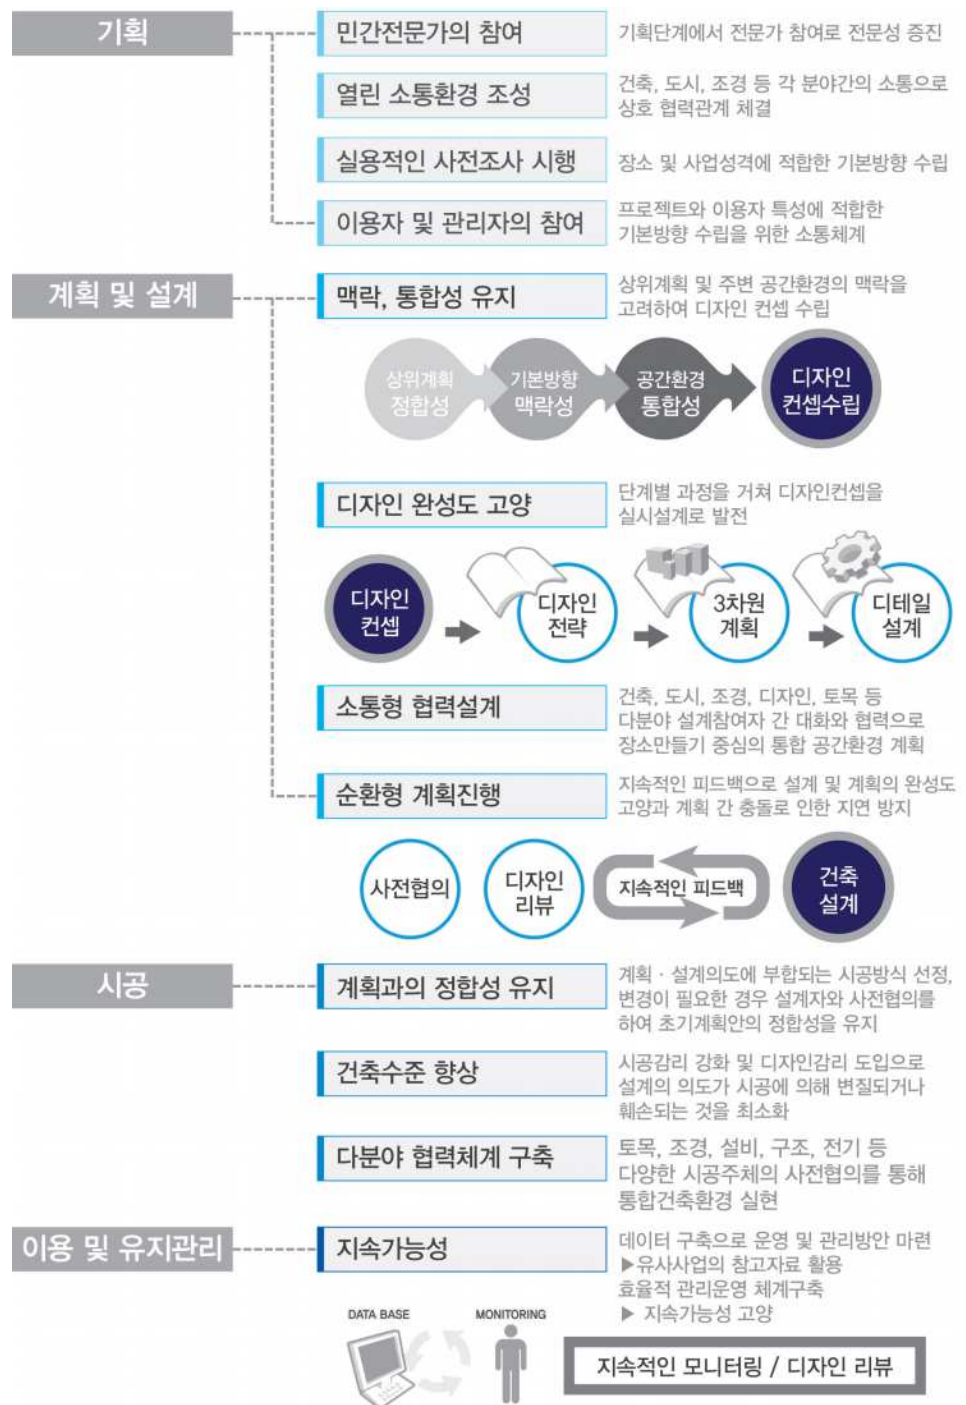 기획
민간전문가의 참여
기획단계에서 전문가 참여로 전문성 증진
열린 소통환경 조성
건축, 도시, 조경 등 각 분야간의 소통으로
상호 협력관계 체결
실용적인 사전조사 시행
장소 및 사업성격에 적합한 기본방향 수립
이용자 및 관리자의 참여
프로젝트와 이용자 특성에 적합한
기본방향 수립을 위한 소통체계
계획 및 설계
맥락, 통합성 유지
상위계획 및 주변 공간환경의 맥락을
고려하여 디자인 컨셉 수립
상위계획
정합성
기본방향
맥락성
공간환경
통합성
디자인
컨셉수립
디자인 완성도 고양
단계별 과정을 거쳐 디자인컨셉을
실시설계로 발전
디자인
컨셉
디자인
전략
3차원
계획
디테일
설계
소통형 협력설계
건축, 도시, 조경, 디자인, 토목 등
다분야 설계참여자 간 대화와 협력으로
장소만들기 중심의 통합 공간환경 계획
순환형 계획진행
지속적인 피드백으로 설계 및 계획의 완성도
고양과 계획 간 충돌로 인한 지연 방지
사전협의
디자인
리뷰
지속적인 피드백
건축
설계
시공
계획과의 정합성 유지
계획 · 설계의도에 부합되는 시공방식 선정,
변경이 필요한 경우 설계자와 사전협의를
하여 초기계획안의 정합성을 유지
건축수준 향상
시공감리 강화 및 디자인감리 도입으로
설계의 의도가 시공에 의해 변질되거나
훼손되는 것을 최소화
다분야 협력체계 구축
토목, 조경, 설비, 구조, 전기 등
다양한 시공주체의 사전협의를 통해
통합건축환경 실현
이용 및 유지관리
지속가능성
데이터 구축으로 운영 및 관리방안 마련
▶유사사업의 참고자료 활용
효율적 관리운영 체계구축
▶ 지속가능성 고양
DATA BASE
MONITORING
지속적인 모니터링 / 디자인 리뷰